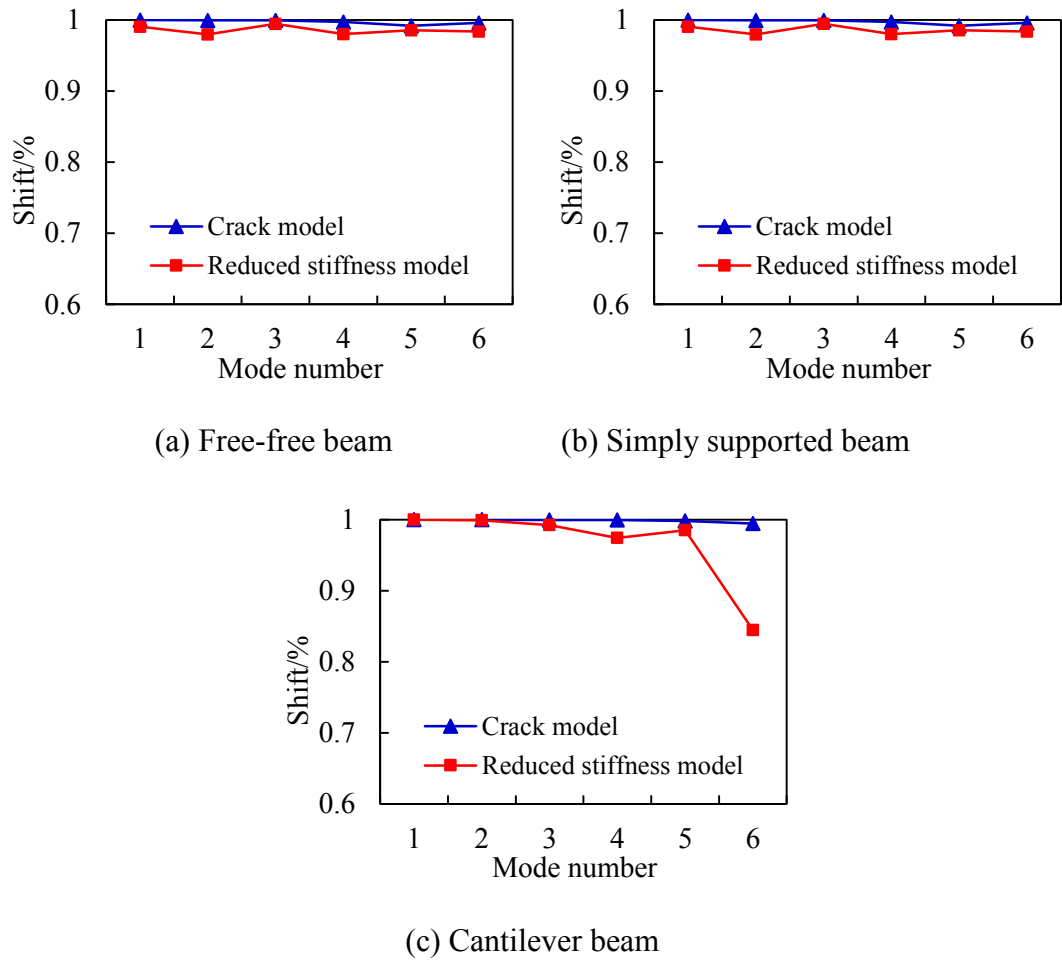 Shift/%
1
0.9
0.8
0.7
0.6
Crack model
Reduced stiffness model
1 2 3 4 5 6
Mode number
(a) Free-free beam
Shift/%
1
0.9
0.8
0.7
0.6
Crack model
Reduced stiffness model
1 2 3 4 5 6
Mode number
(b) Simply supported beam
Shift/%
1
0.9
0.8
0.7
0.6
Crack model
Reduced stiffness model
1 2 3 4 5 6
Mode number
(c) Cantilever beam